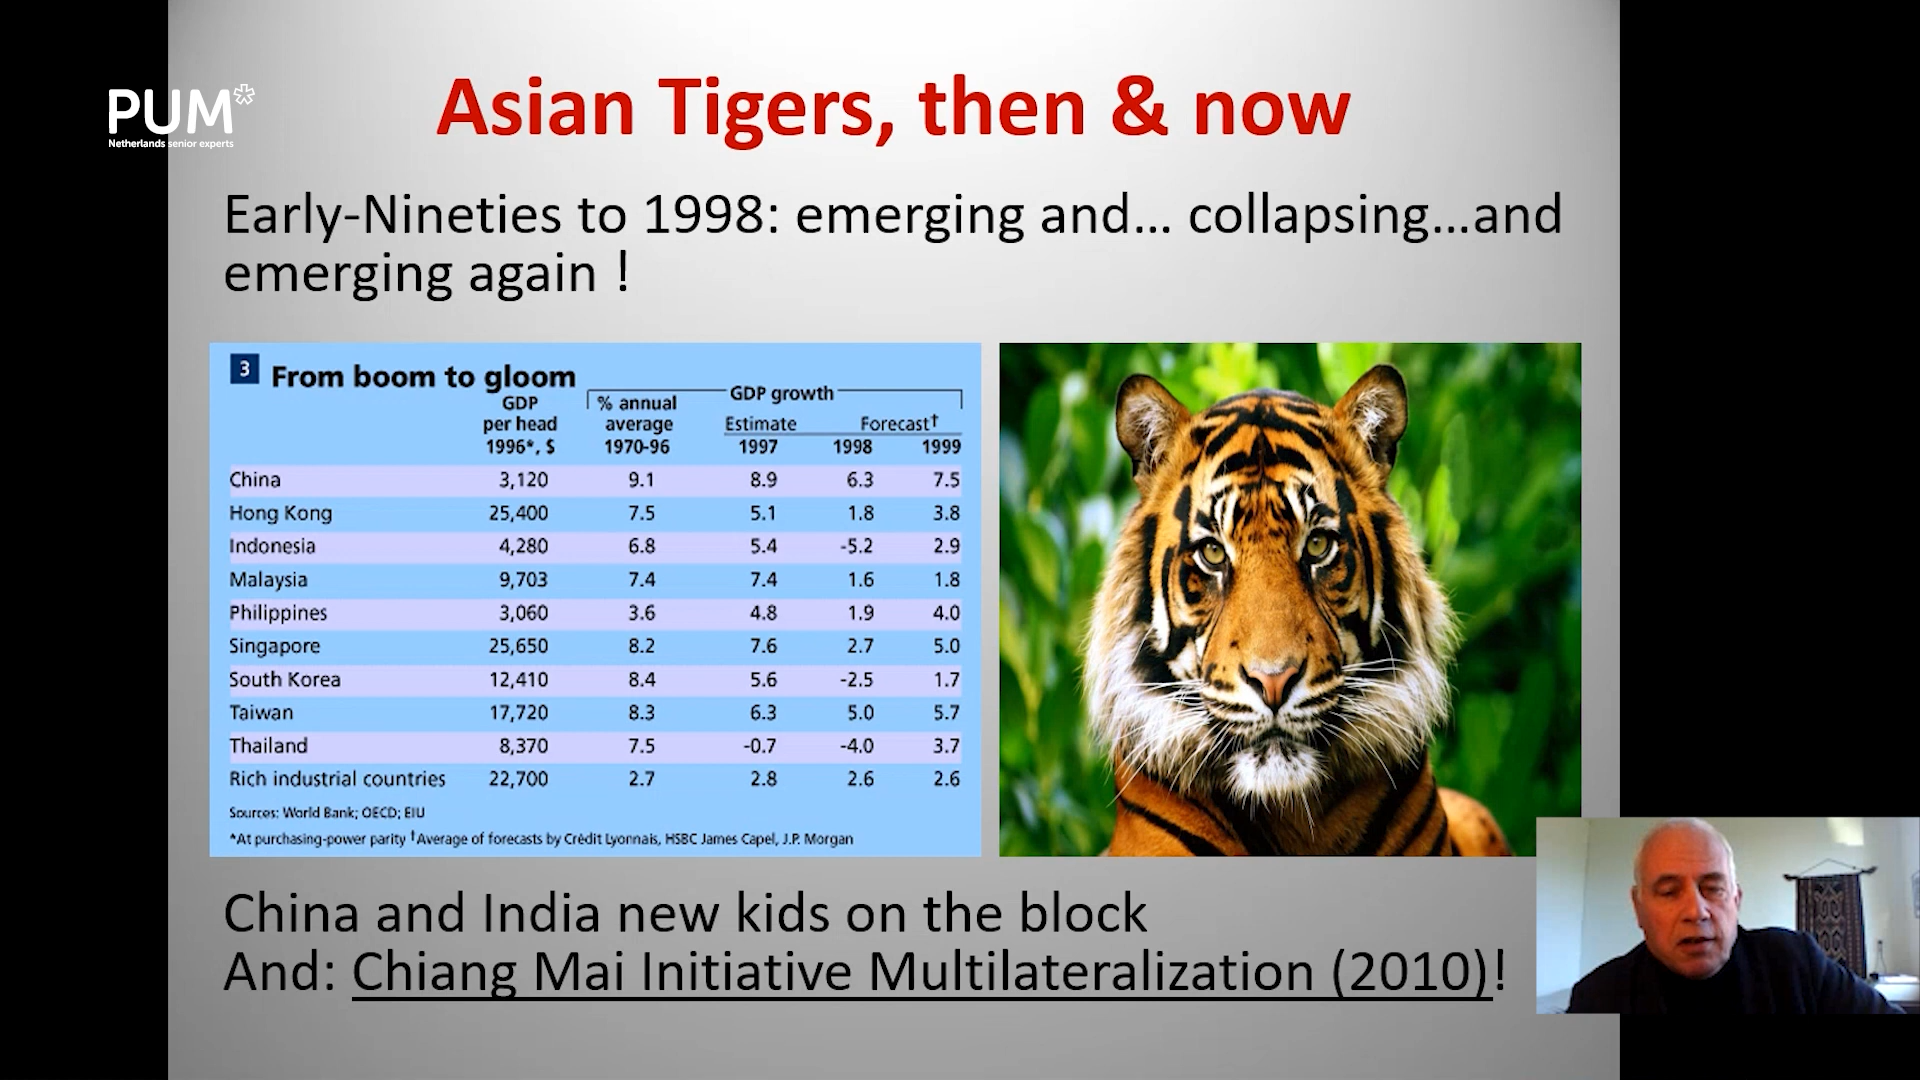 PUM
Netherlands senior experts
Asian Tigers, then & now
Early-Nineties to 1998: emerging and... collapsing...and
emerging again !
3 From boom to gloom
GDP per head 1996*, $ % annual average 1970-96 GDP growth Estimate 1997 Forecast† 1998 1999
China 3,120 9.1 8.9 6.3 7.5
Hong Kong 25,400 7.5 5.1 1.8 3.8
Indonesia 4,280 6.8 5.4 -5.2 2.9
Malaysia 9,703 7.4 7.4 1.6 1.8
Philippines 3,060 3.6 4.8 1.9 4.0
Singapore 25,650 8.2 7.6 2.7 5.0
South Korea 12,410 8.4 5.6 -2.5 1.7
Taiwan 17,720 8.3 6.3 5.0 5.7
Thailand 8,370 7.5 -0.7 -4.0 3.7
Rich industrial countries 22,700 2.7 2.8 2.6 2.6
Sources: World Bank; OECD; EIU
*At purchasing-power parity †Average of forecasts by Crédit Lyonnais, HSBC James Capel, J.P. Morgan
China and India new kids on the block
And: Chiang Mai Initiative Multilateralization (2010)!